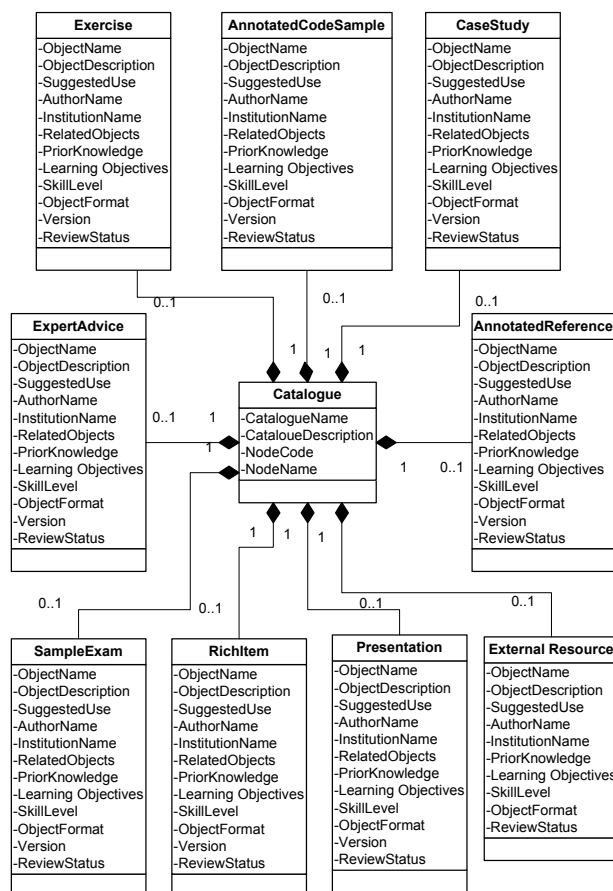 Exercise
-ObjectName
-ObjectDescription
-SuggestedUse
-AuthorName
-InstitutionName
-RelatedObjects
-PriorKnowledge
-Learning Objectives
-SkillLevel
-ObjectFormat
-Version
-ReviewStatus
AnnotatedCodeSample
-ObjectName
-ObjectDescription
-SuggestedUse
-AuthorName
-InstitutionName
-RelatedObjects
-PriorKnowledge
-Learning Objectives
-SkillLevel
-ObjectFormat
-Version
-ReviewStatus
CaseStudy
-ObjectName
-ObjectDescription
-SuggestedUse
-AuthorName
-InstitutionName
-RelatedObjects
-PriorKnowledge
-Learning Objectives
-SkillLevel
-ObjectFormat
-Version
-ReviewStatus
0..1
0..1
0..1
1
1
1
ExpertAdvice
-ObjectName
-ObjectDescription
-SuggestedUse
-AuthorName
-InstitutionName
-RelatedObjects
-PriorKnowledge
-Learning Objectives
-SkillLevel
-ObjectFormat
-Version
-ReviewStatus
0..1
1
1
Catalogue
-CatalogueName
-CataloueDescription
-NodeCode
-NodeName
1
0..1
AnnotatedReference
-ObjectName
-ObjectDescription
-SuggestedUse
-AuthorName
-InstitutionName
-RelatedObjects
-PriorKnowledge
-Learning Objectives
-SkillLevel
-ObjectFormat
-Version
-ReviewStatus
1
1
1
0..1
0..1
0..1
0..1
SampleExam
-ObjectName
-ObjectDescription
-SuggestedUse
-AuthorName
-InstitutionName
-RelatedObjects
-PriorKnowledge
-Learning Objectives
-SkillLevel
-ObjectFormat
-Version
-ReviewStatus
RichItem
-ObjectName
-ObjectDescription
-SuggestedUse
-AuthorName
-InstitutionName
-RelatedObjects
-PriorKnowledge
-Learning Objectives
-SkillLevel
-ObjectFormat
-Version
-ReviewStatus
Presentation
-ObjectName
-ObjectDescription
-SuggestedUse
-AuthorName
-InstitutionName
-RelatedObjects
-PriorKnowledge
-Learning Objectives
-SkillLevel
-ObjectFormat
-Version
-ReviewStatus
External Resource
-ObjectName
-ObjectDescription
-SuggestedUse
-AuthorName
-InstitutionName
-PriorKnowledge
-Learning Objectives
-SkillLevel
-ObjectFormat
-ReviewStatus